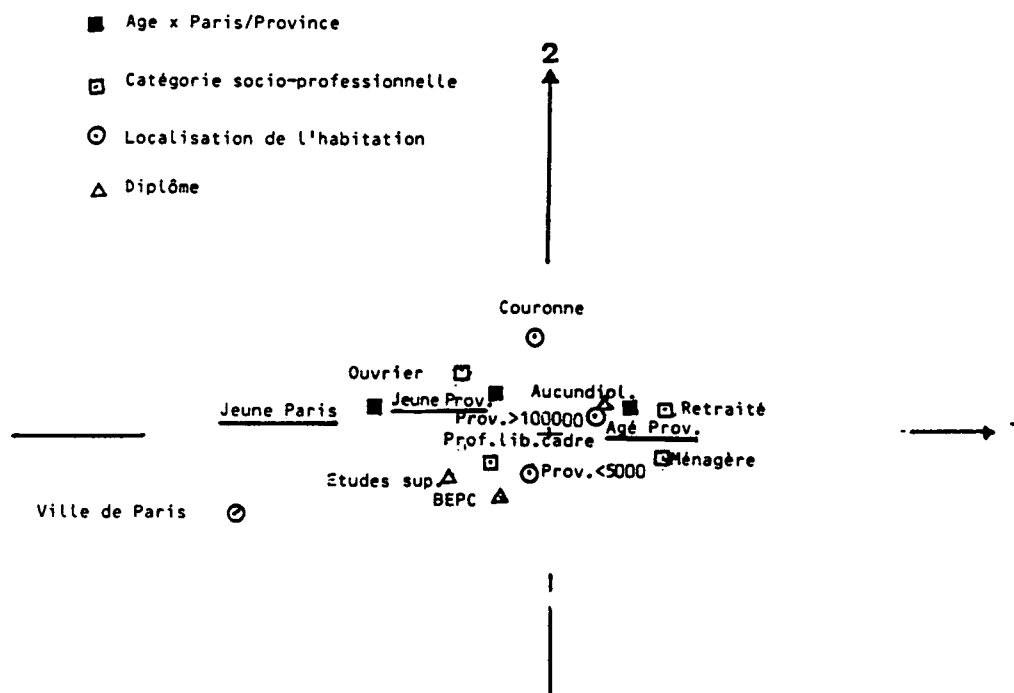 Age x Paris/Province
2
Catégorie socio-professionnelle
Localisation de l'habitation
Diplôme
Couronne
Ouvrier
Aucundipl.
Jeune Paris
Jeune Prov.
Retraité
Prov.>100000
Agé Prov.
Prof.lib.cadre
Ménagère
Etudes sup.
Prov.<5000
BEPC
Ville de Paris